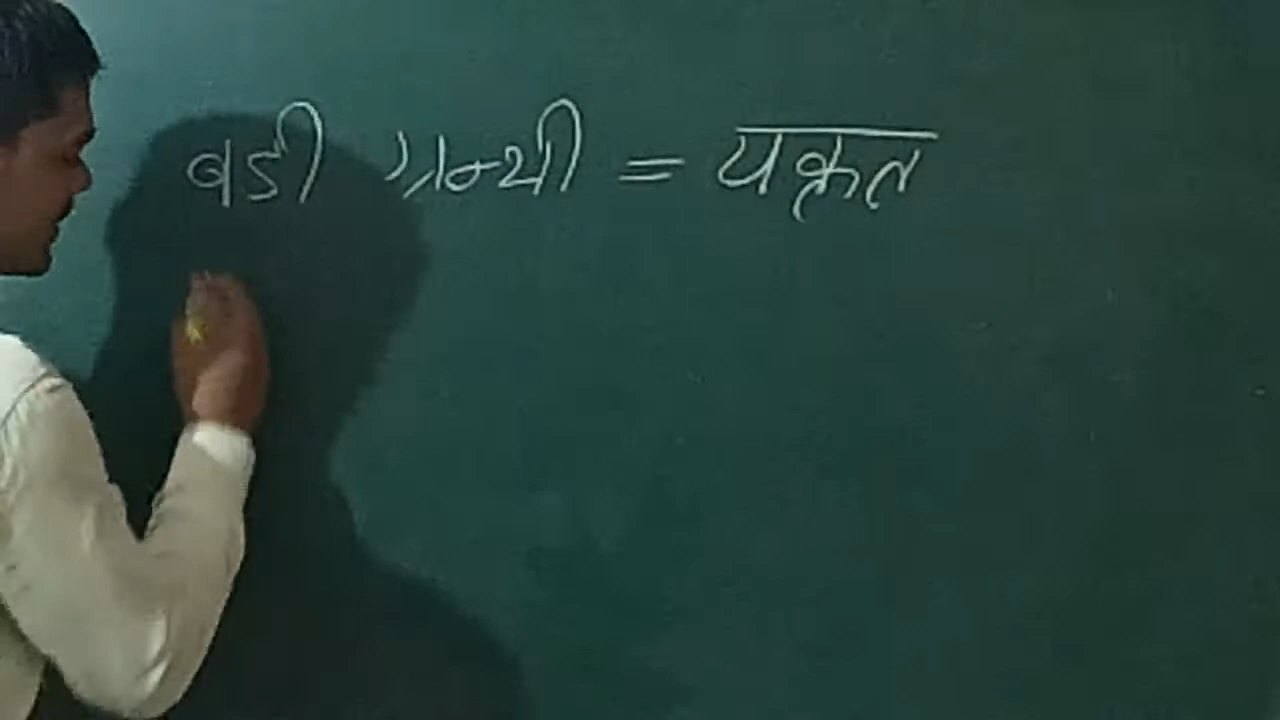 बडी ग्रन्थी = यकृत